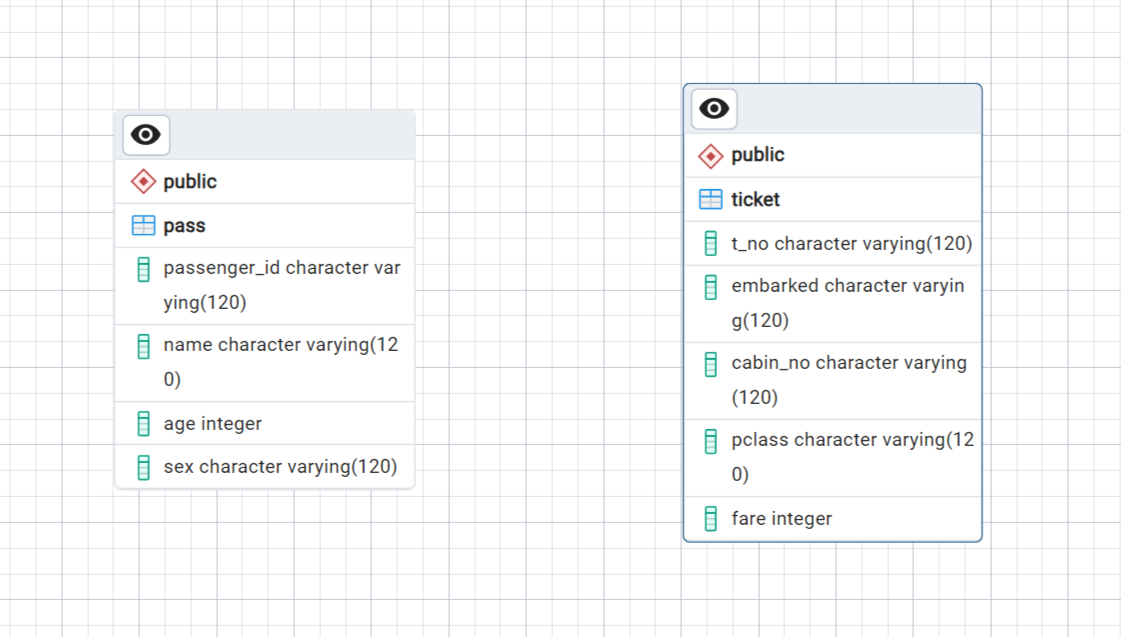 public
pass
passenger_id character var
ying(120)
name character varying(12
0)
age integer
sex character varying(120)
public
ticket
t_no character varying(120)
embarked character varyin
g(120)
cabin_no character varying
(120)
pclass character varying(12
0)
fare integer